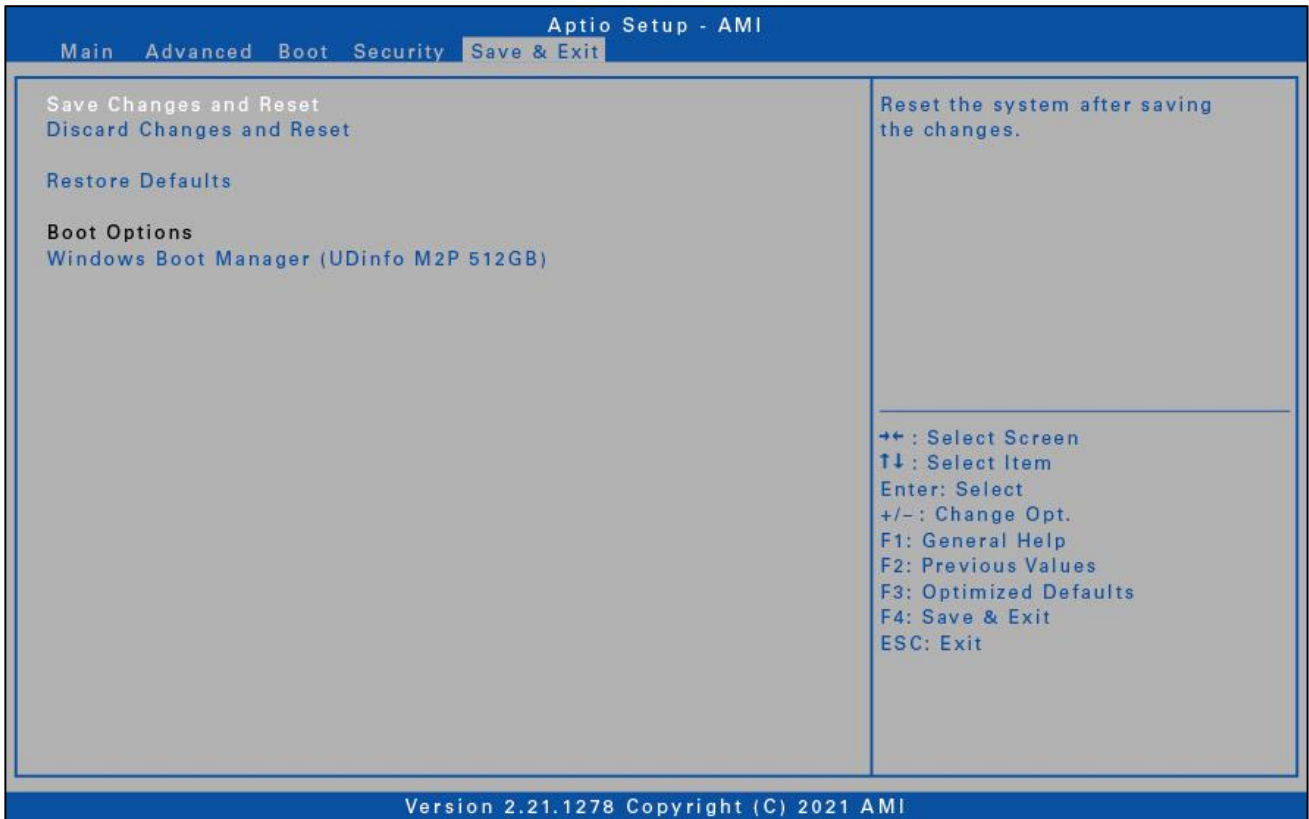 Aptio Setup - AMI
Main Advanced Boot Security Save & Exit
Save Changes and Reset
Discard Changes and Reset
Restore Defaults
Boot Options
Windows Boot Manager (UDinfo M2P 512GB)
Reset the system after saving
the changes.
→← : Select Screen
↑↓ : Select Item
Enter: Select
+/– : Change Opt.
F1: General Help
F2: Previous Values
F3: Optimized Defaults
F4: Save & Exit
ESC: Exit
Version 2.21.1278 Copyright (C) 2021 AMI